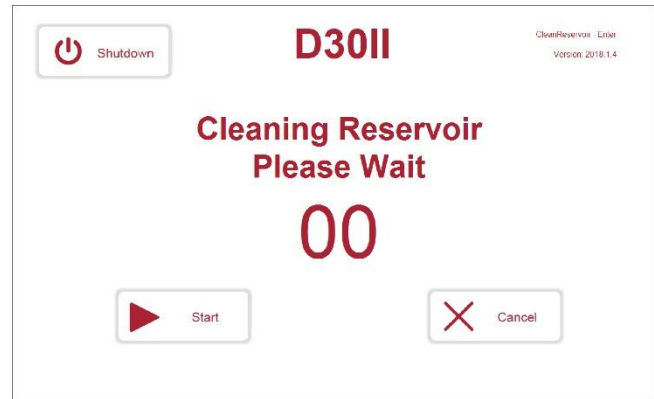 Shutdown
D30II
CleanReservoir - Enter
Version: 2018.1.4
Cleaning Reservoir
Please Wait
00
Start
Cancel